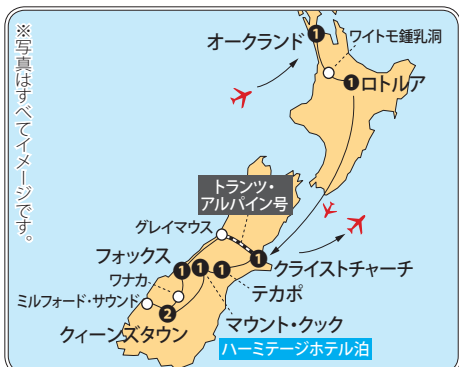 ※写真はすべてイメージです。
オークランド
1
ワイトモ鍾乳洞
1
ロトルア
トランツ・
アルパイン号
グレイマウス
フォックス
1
1
1
1
クライストチャーチ
ワナカ
テカポ
ミルフォード・サウンド
2
クィーンズタウン
マウント・クック
ハーミテージホテル泊